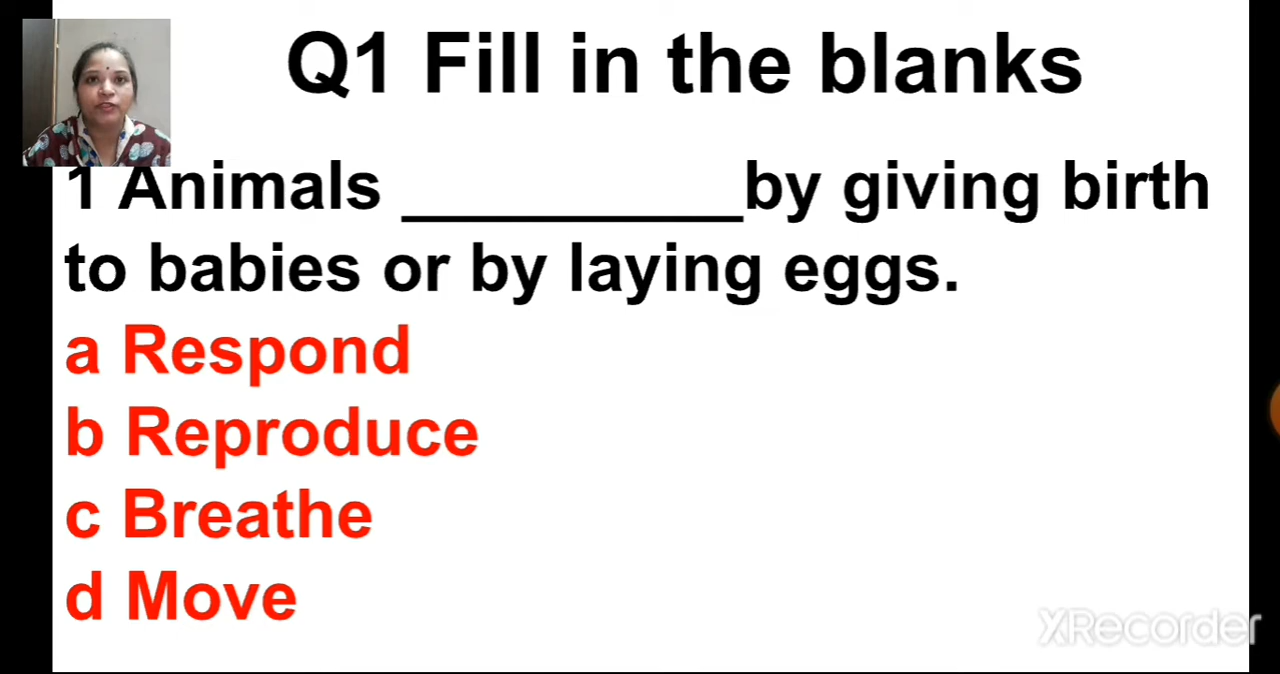 Q1 Fill in the blanks
1 Animals __________by giving birth
to babies or by laying eggs.
a Respond
b Reproduce
c Breathe
d Move
XRecorder